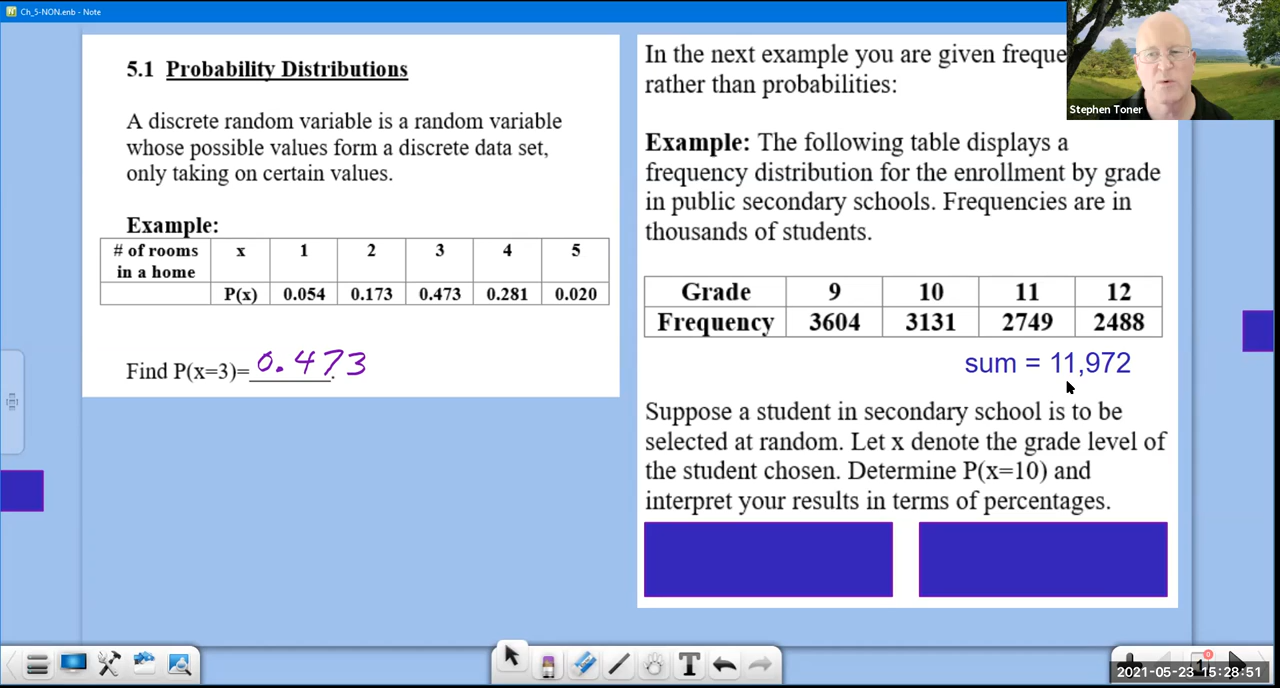 Ch_5-NON.enb - Note
5.1 Probability Distributions
A discrete random variable is a random variable
whose possible values form a discrete data set,
only taking on certain values.
Example:
# of rooms in a home x 1 2 3 4 5
P(x) 0.054 0.173 0.473 0.281 0.020
Find P(x=3)= 0.473.
In the next example you are given
rather than probabilities:
Example: The following table displays a
frequency distribution for the enrollment by grade
in public secondary schools. Frequencies are in
thousands of students.
Grade 9 10 11 12
Frequency 3604 3131 2749 2488
sum = 11,972
Suppose a student in secondary school is to be
selected at random. Let x denote the grade level of
the student chosen. Determine P(x=10) and
interpret your results in terms of percentages.
Stephen Toner
T
2021-05-23 15:28:51